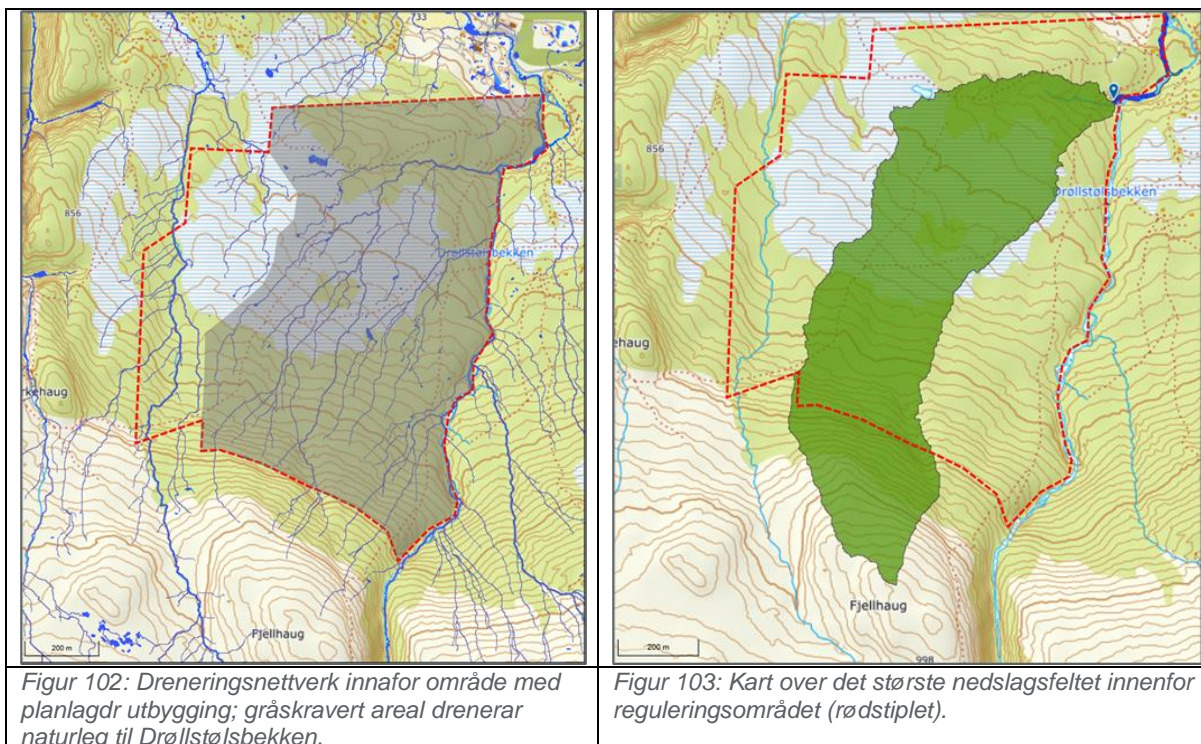 33
856
Drøllstølsbekken
rkehaug
Fjellhaug
200 m
856
Drøllstølsbekken
ehaug
Fjellhaug
998
200 m
Figur 102: Dreneringsnettverk innafor område med
planlagdr utbygging; gråskravert areal drenerar
naturleg til Drøllstølsbekken.
Figur 103: Kart over det største nedslagsfeltet innenfor
reguleringsområdet (rødstiplet).